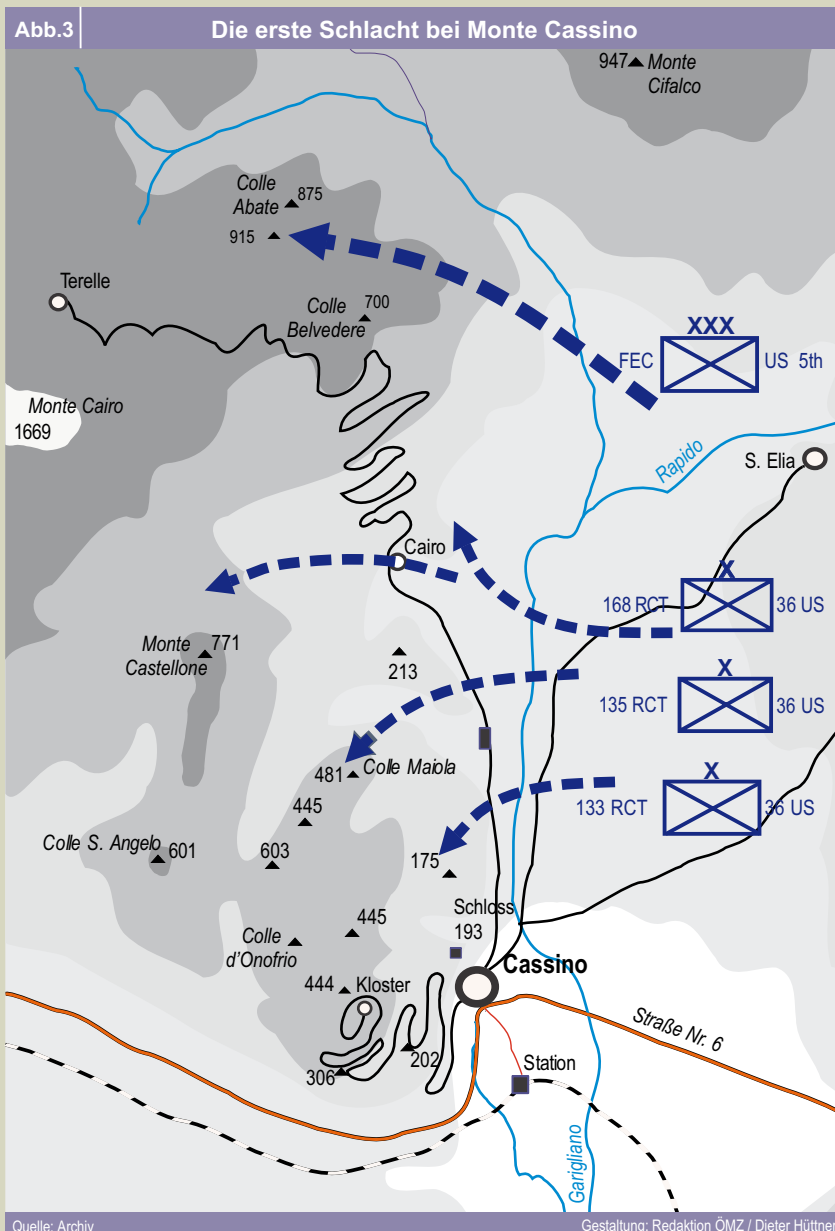 Abb.3
Die erste Schlacht bei Monte Cassino
947 Monte
Cifalco
Colle
Abate
875
915
Terelle
Colle
Belvedere
700
XXX
FEC
US 5th
Monte Cairo
1669
Rapido
S. Elia
Cairo
X
168 RCT
36 US
Monte
Castellone
771
213
X
135 RCT
36 US
481
Colle Maiola
X
133 RCT
36 US
445
Colle S. Angelo
601
603
175
Schloss
193
445
Colle
d'Onofrio
Cassino
444
Kloster
Straße Nr. 6
202
306
Station
Garigliano
Quelle: Archiv
Gestaltung: Redaktion ÖMZ / Dieter Hüttner